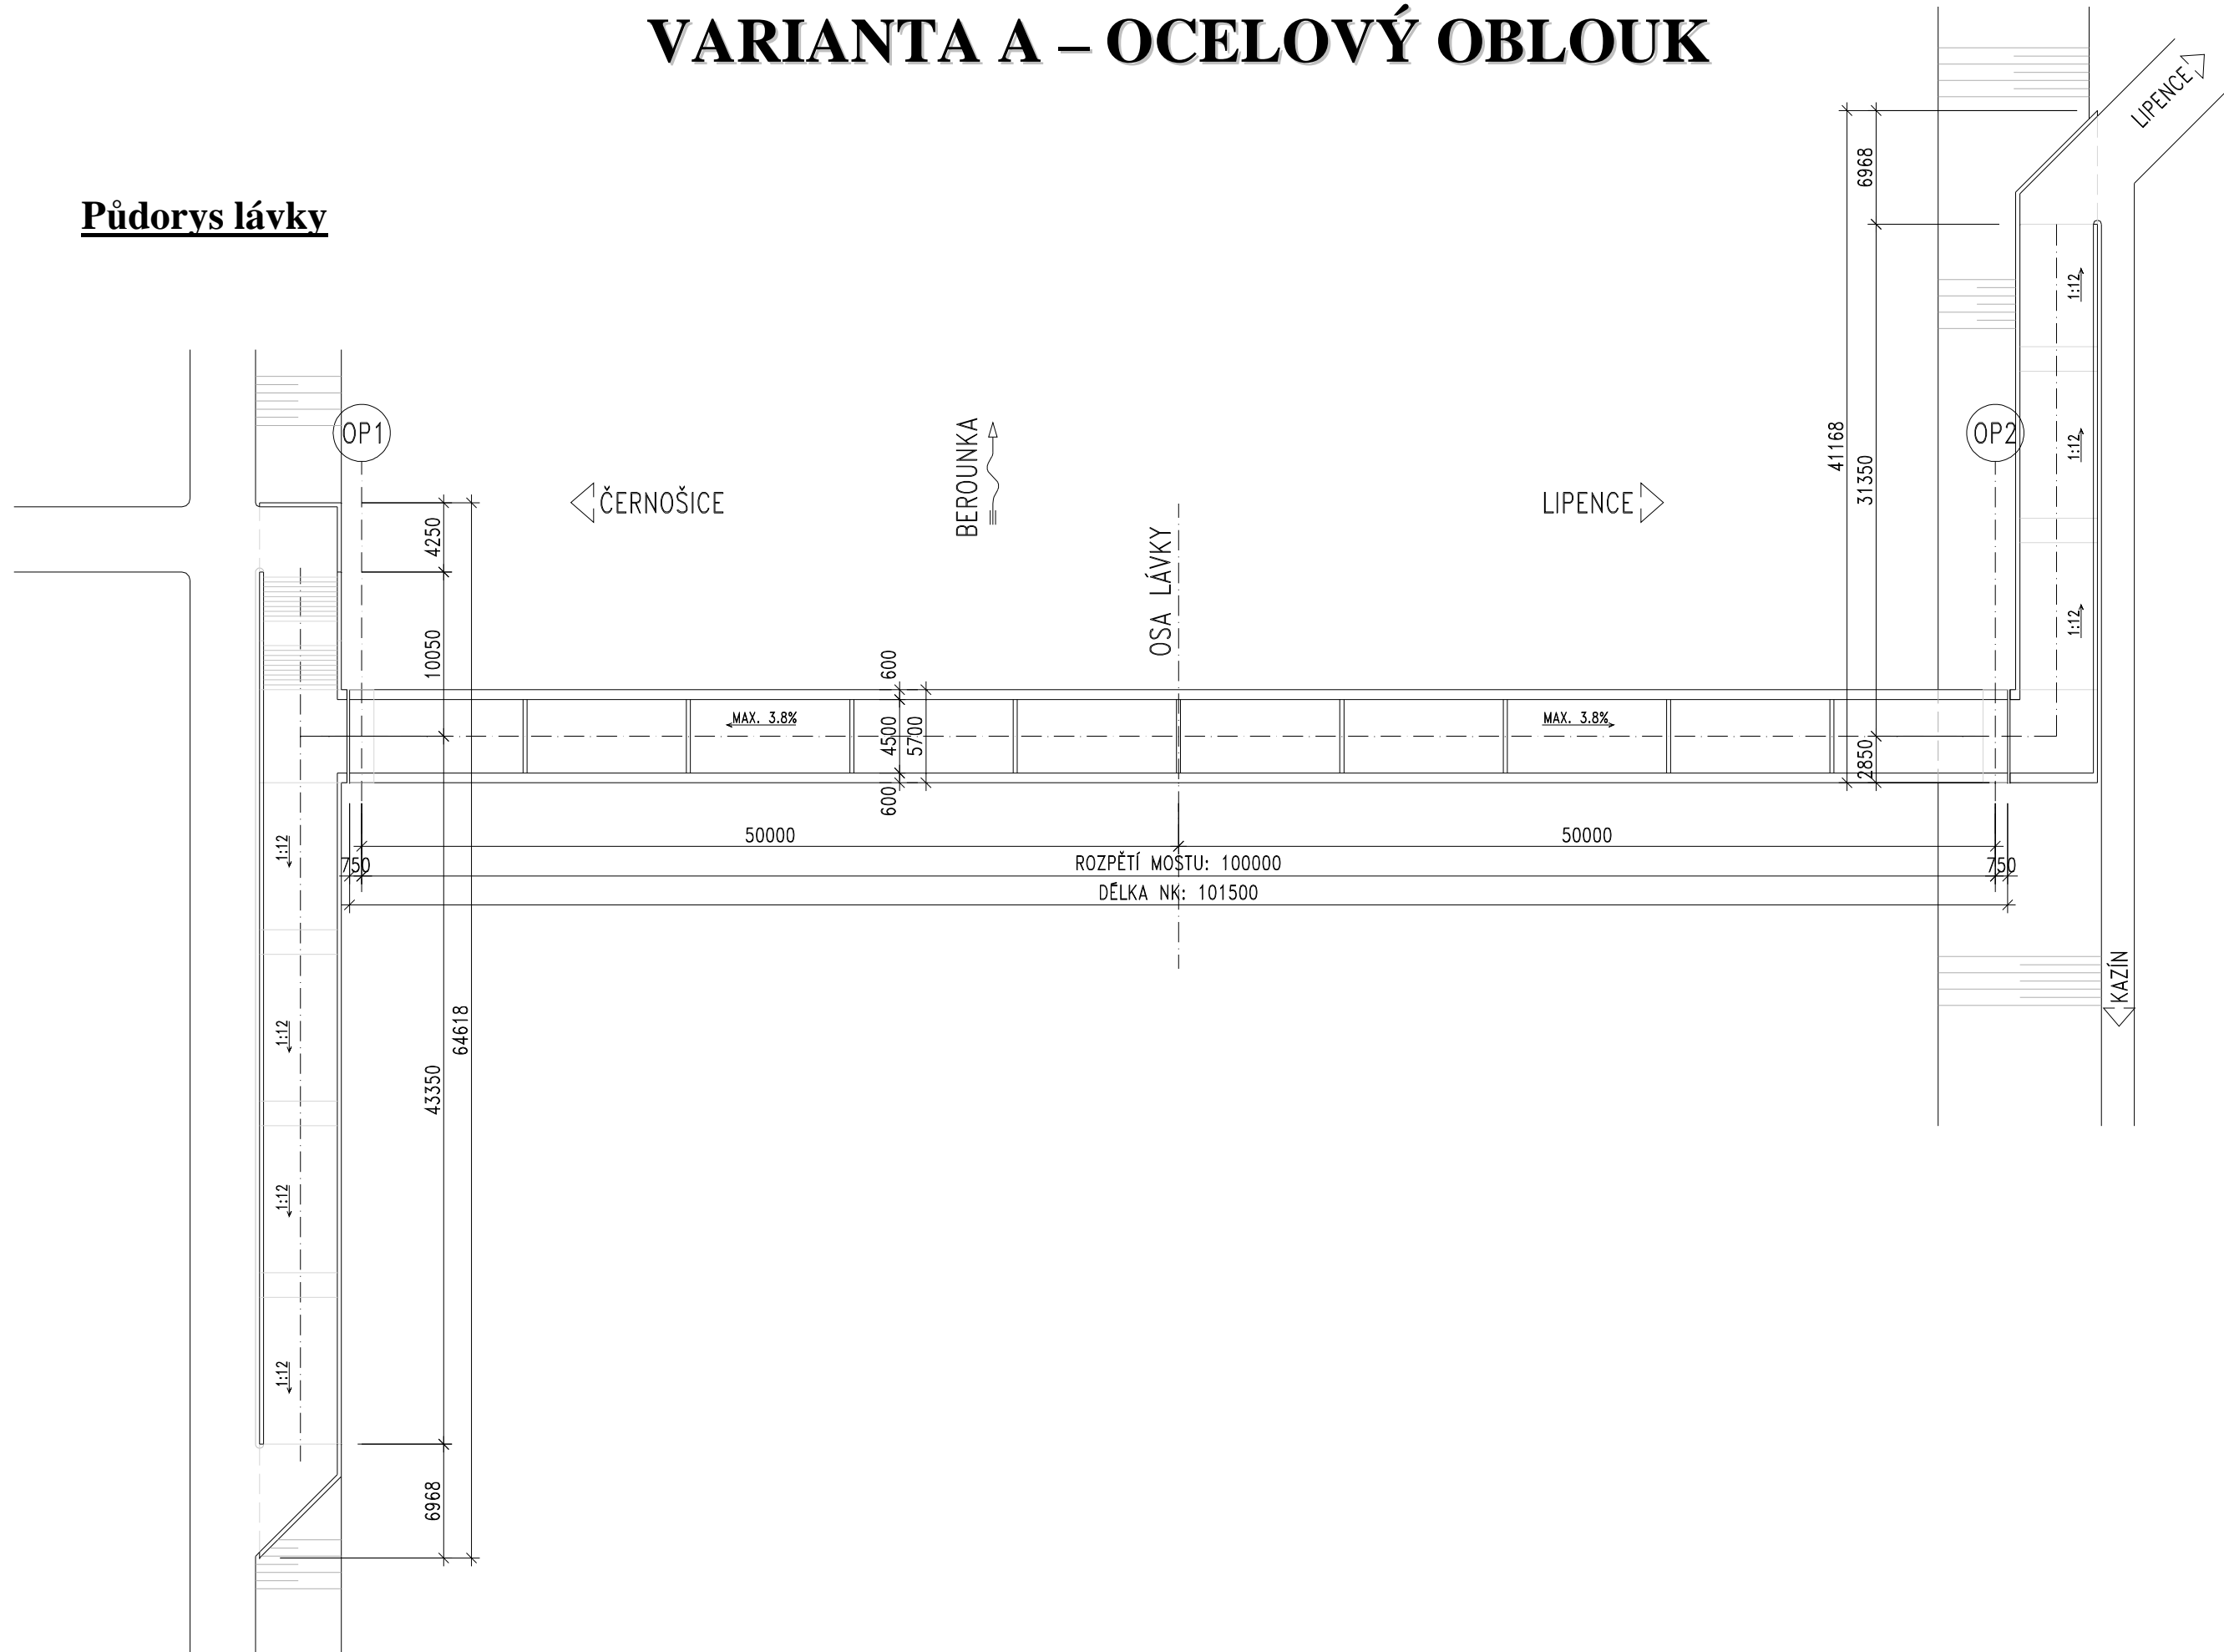 VARIANTA A – OCELOVÝ OBLOUK
LIPENCE
6968
Půdorys lávky
1:12
OP1
OP2
41168
31350
1:12
BEROUNKA
ČERNOŠICE
LIPENCE
4250
OSA LÁVKY
1:12
10050
600
MAX. 3.8%
4500
5700
MAX. 3.8%
2850
600
1:12
50000
50000
750
ROZPĚTÍ MOSTU: 100000
750
DÉLKA NK: 101500
KAZÍN
1:12
64618
43350
1:12
1:12
6968